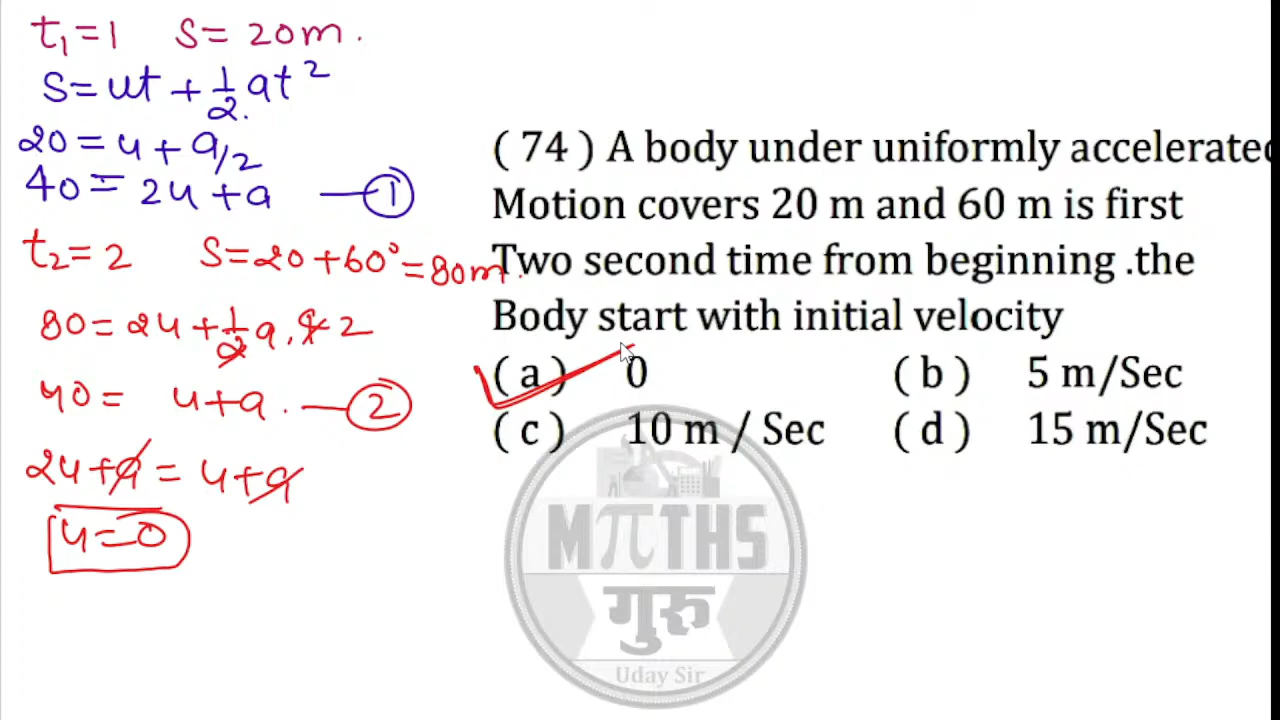 t₁=1 S= 20m.
S=ut+½at²
20=u+a/2
40=2u+a —①
t₂=2 S=20+60°=80m.
80=2u+½a.4 2
40= u+a. —②
2u+a=u+a
u=0
( 74 ) A body under uniformly accelerated
Motion covers 20 m and 60 m is first
Two second time from beginning .the
Body start with initial velocity
( a ) 0 ( b ) 5 m/Sec
( c ) 10 m / Sec ( d ) 15 m/Sec
MπTHS
गुरु
Uday Sir